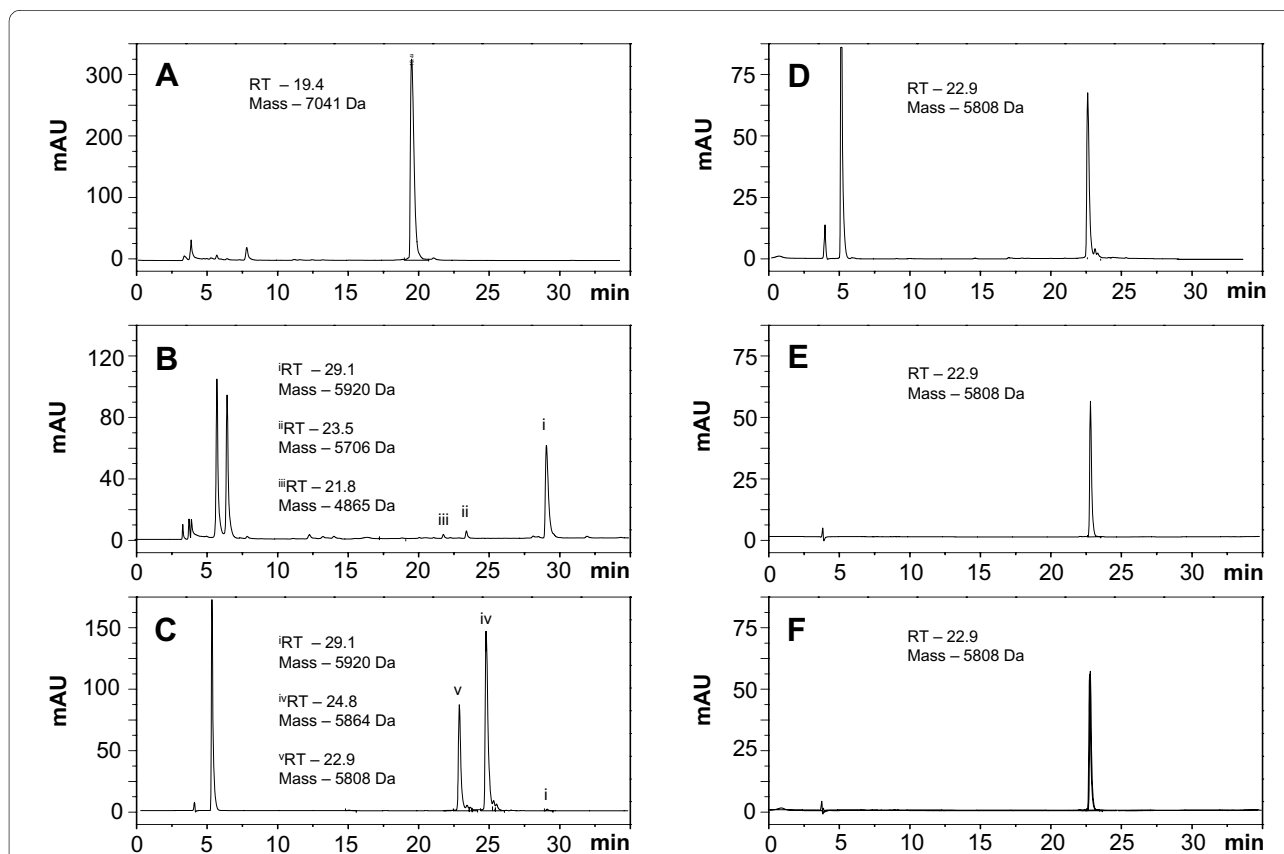 A
RT – 19.4
Mass – 7041 Da
mAU
300
200
100
0
0 5 10 15 20 25 30 min
B
iRT – 29.1
Mass – 5920 Da
iiRT – 23.5
Mass – 5706 Da
iiiRT – 21.8
Mass – 4865 Da
iii ii i
mAU
120
80
40
0
0 5 10 15 20 25 30 min
C
iRT – 29.1
Mass – 5920 Da
ivRT – 24.8
Mass – 5864 Da
vRT – 22.9
Mass – 5808 Da
v iv i
mAU
150
100
50
0
0 5 10 15 20 25 30 min
D
RT – 22.9
Mass – 5808 Da
mAU
75
50
25
0
0 5 10 15 20 25 30 min
E
RT – 22.9
Mass – 5808 Da
mAU
75
50
25
0
0 5 10 15 20 25 30 min
F
RT – 22.9
Mass – 5808 Da
mAU
75
50
25
0
0 5 10 15 20 25 30 min